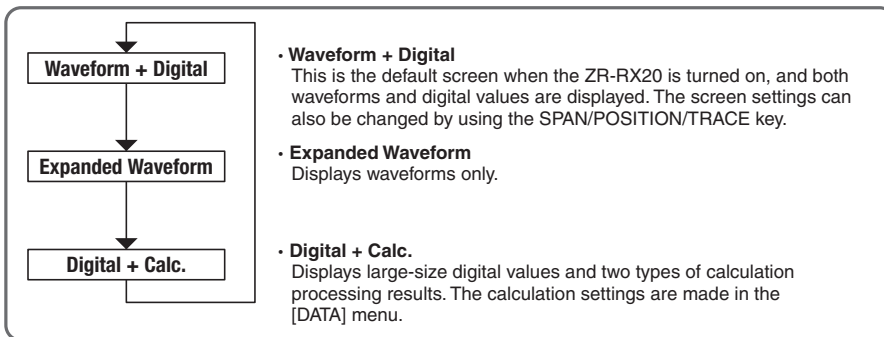 Waveform + Digital
Expanded Waveform
Digital + Calc.
· Waveform + Digital
This is the default screen when the ZR-RX20 is turned on, and both
waveforms and digital values are displayed. The screen settings can
also be changed by using the SPAN/POSITION/TRACE key.
· Expanded Waveform
Displays waveforms only.
· Digital + Calc.
Displays large-size digital values and two types of calculation
processing results. The calculation settings are made in the
[DATA] menu.